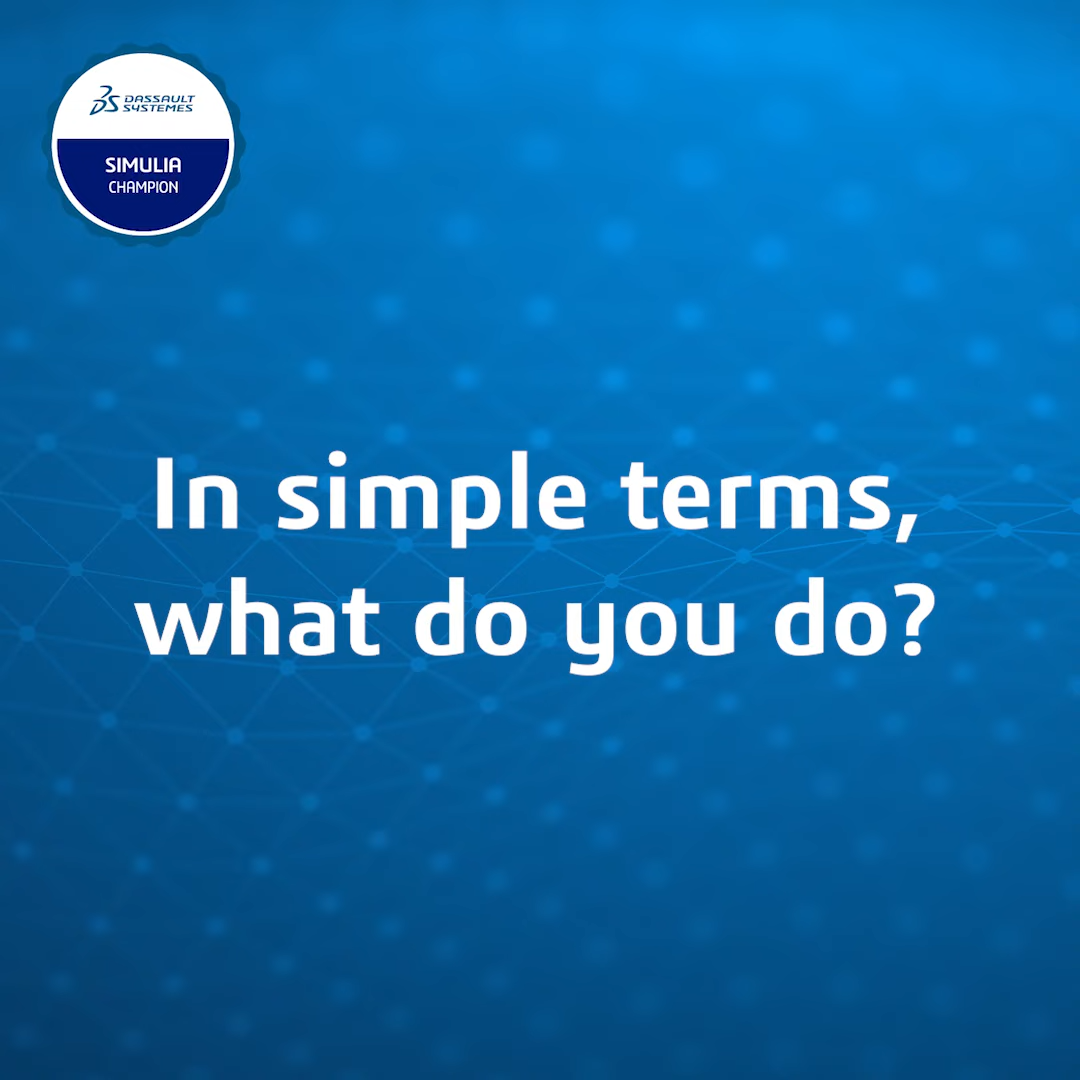 DASSAULT
SYSTEMES
SIMULIA
CHAMPION
In simple terms,
what do you do?